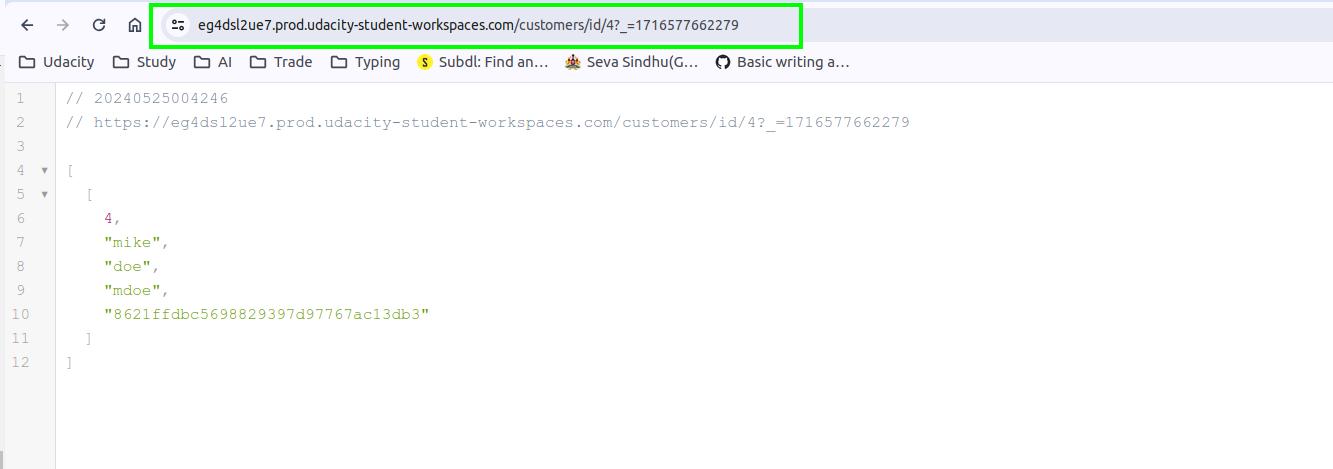 eg4dsl2ue7.prod.udacity-student-workspaces.com/customers/id/4?_=1716577662279
Udacity Study AI Trade Typing Subdl: Find an... Seva Sindhu(G... Basic writing a...
1 // 20240525004246
2 // https://eg4dsl2ue7.prod.udacity-student-workspaces.com/customers/id/4?_=1716577662279
3
4 [
5 [
6 4,
7 "mike",
8 "doe",
9 "mdoe",
10 "8621ffdbc5698829397d97767ac13db3"
11 ]
12 ]